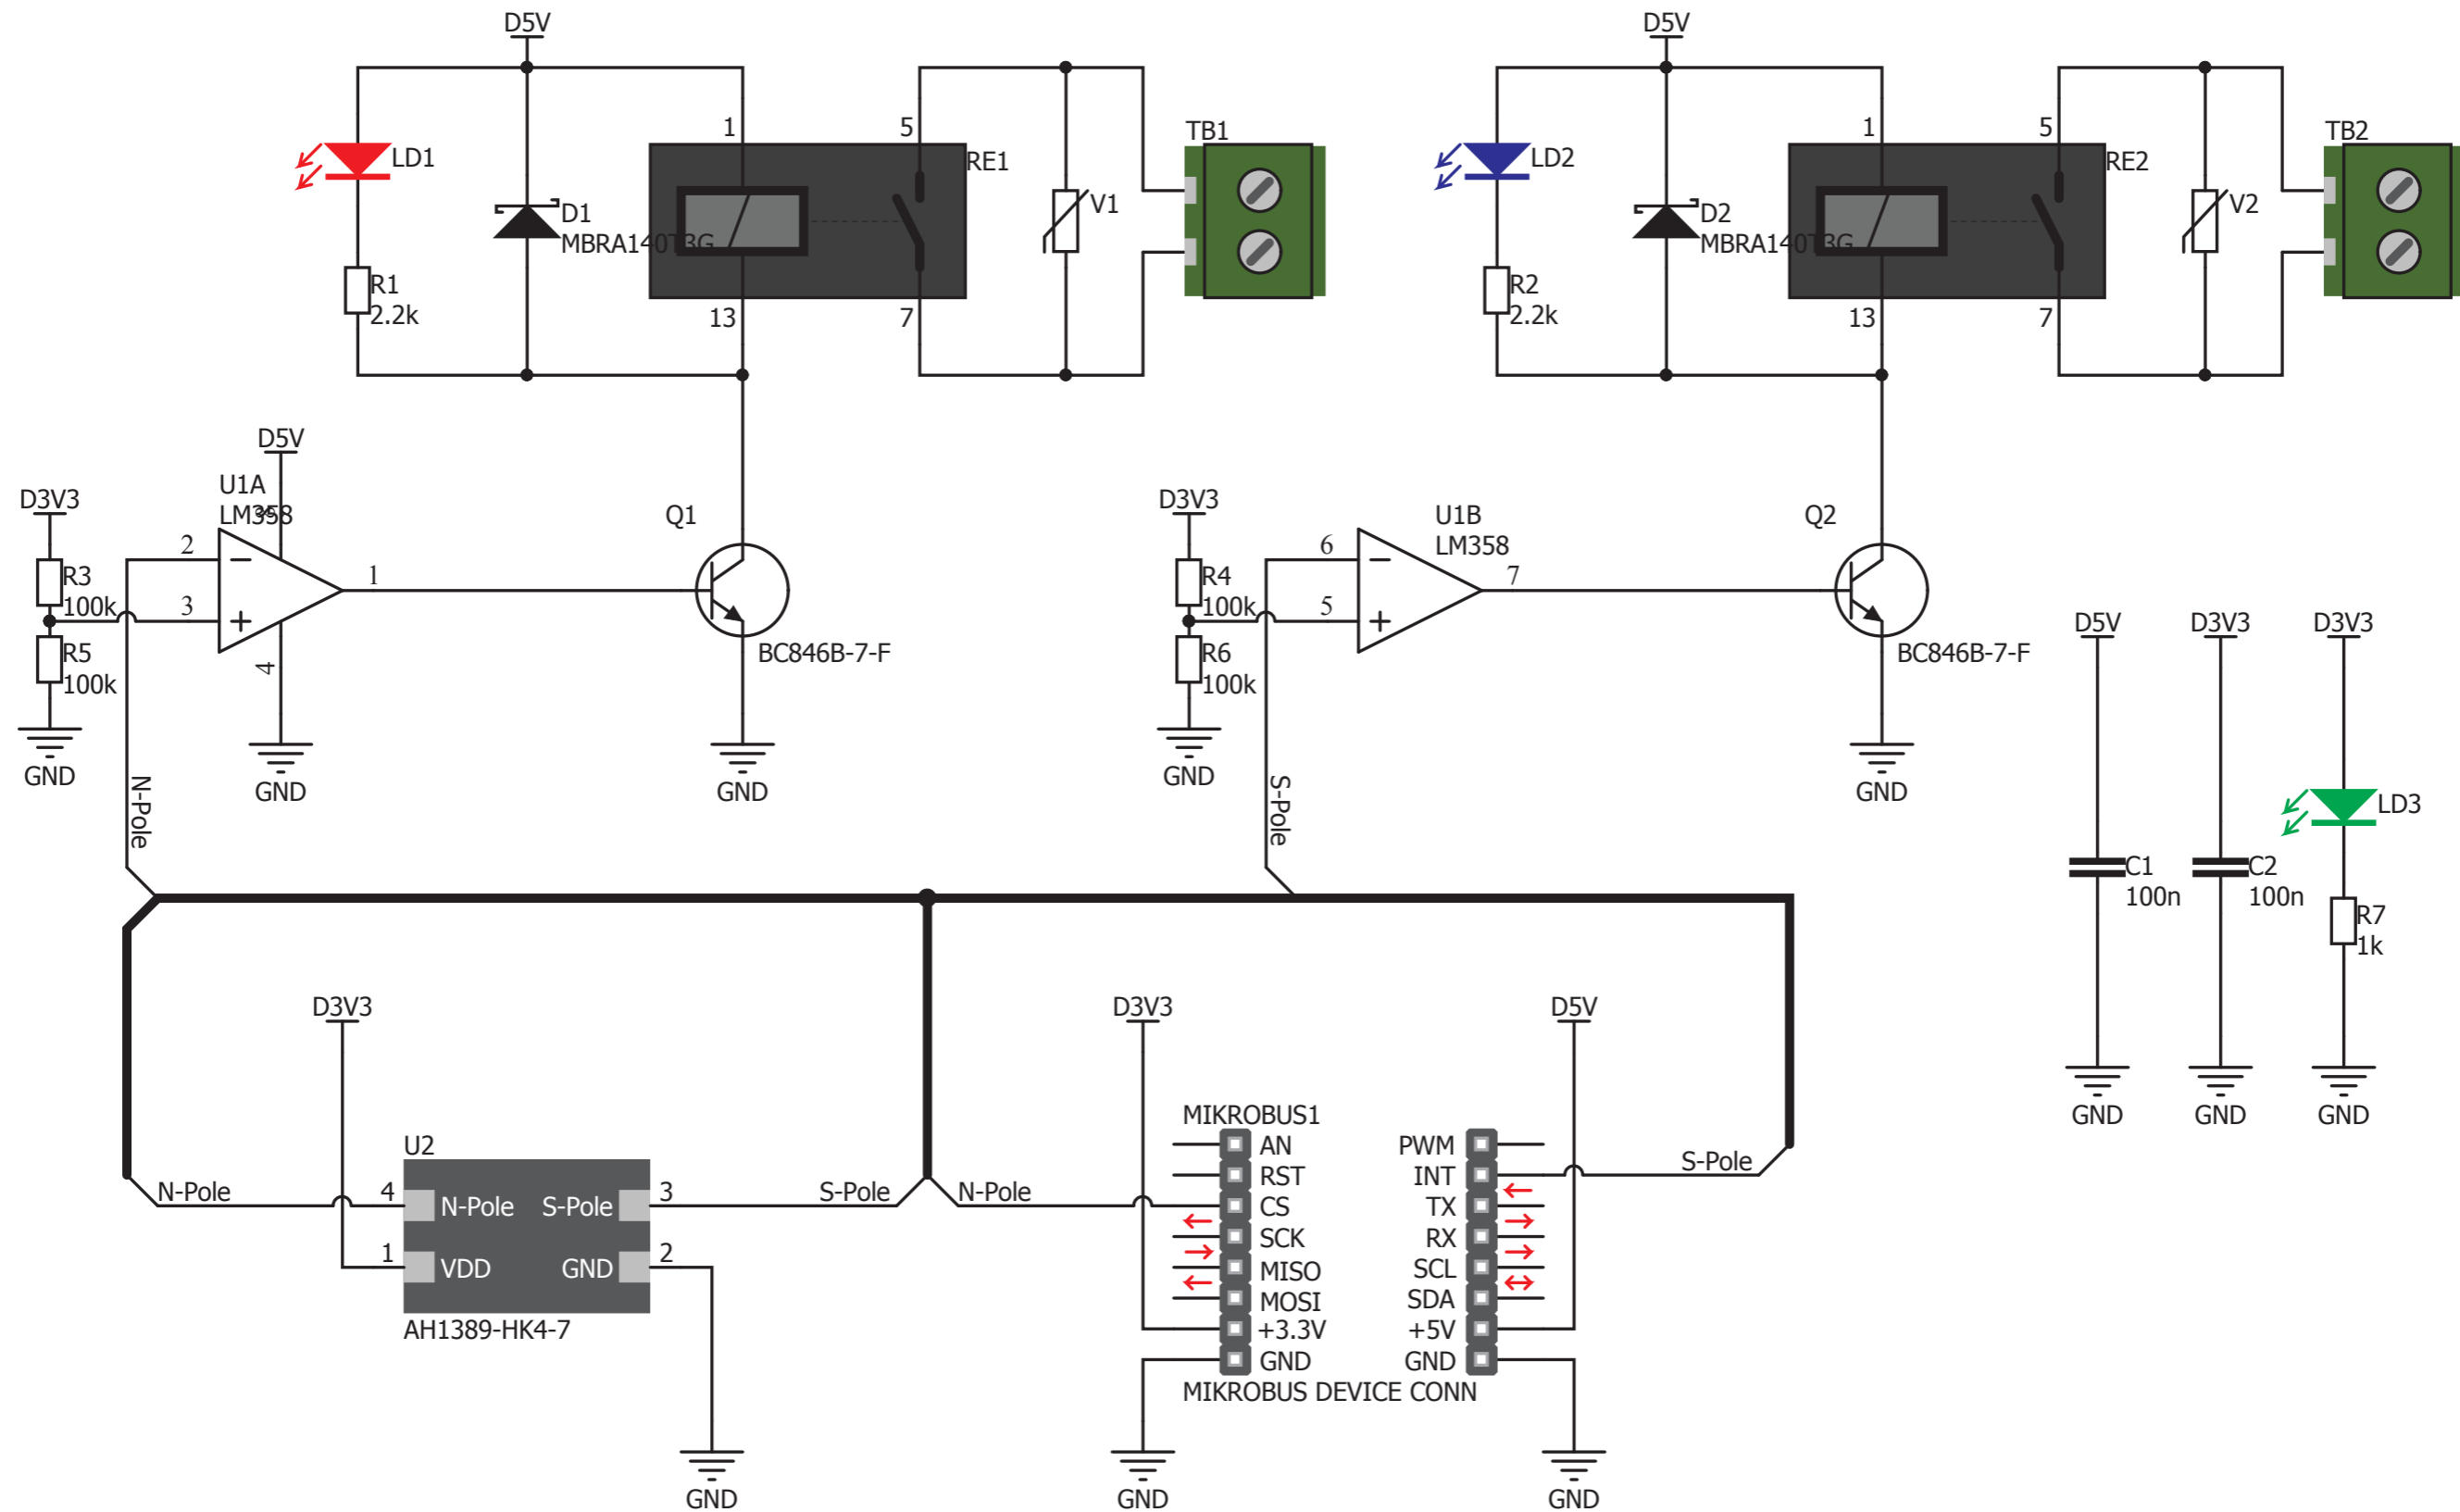 D5V
D5V
1
5
TB1
1
5
TB2
LD1
RE1
LD2
RE2
D1
MBRA140T3G
V1
D2
MBRA140T3G
V2
R1
2.2k
R2
2.2k
13
7
13
7
D5V
U1A
LM358
8
D3V3
Q1
D3V3
U1B
LM358
Q2
2
1
6
7
R3
100k
3
R4
100k
5
R5
100k
4
BC846B-7-F
R6
100k
BC846B-7-F
D5V
D3V3
D3V3
GND
GND
GND
GND
GND
N-Pole
S-Pole
LD3
C1
100n
C2
100n
R7
1k
D3V3
D3V3
D5V
GND
GND
GND
MIKROBUS1
U2
AN
PWM
RST
INT
S-Pole
N-Pole
4
N-Pole
S-Pole
3
S-Pole
N-Pole
CS
TX
SCK
RX
1
VDD
GND
2
MISO
SCL
MOSI
SDA
AH1389-HK4-7
+3.3V
+5V
GND
GND
MIKROBUS DEVICE CONN
GND
GND
GND